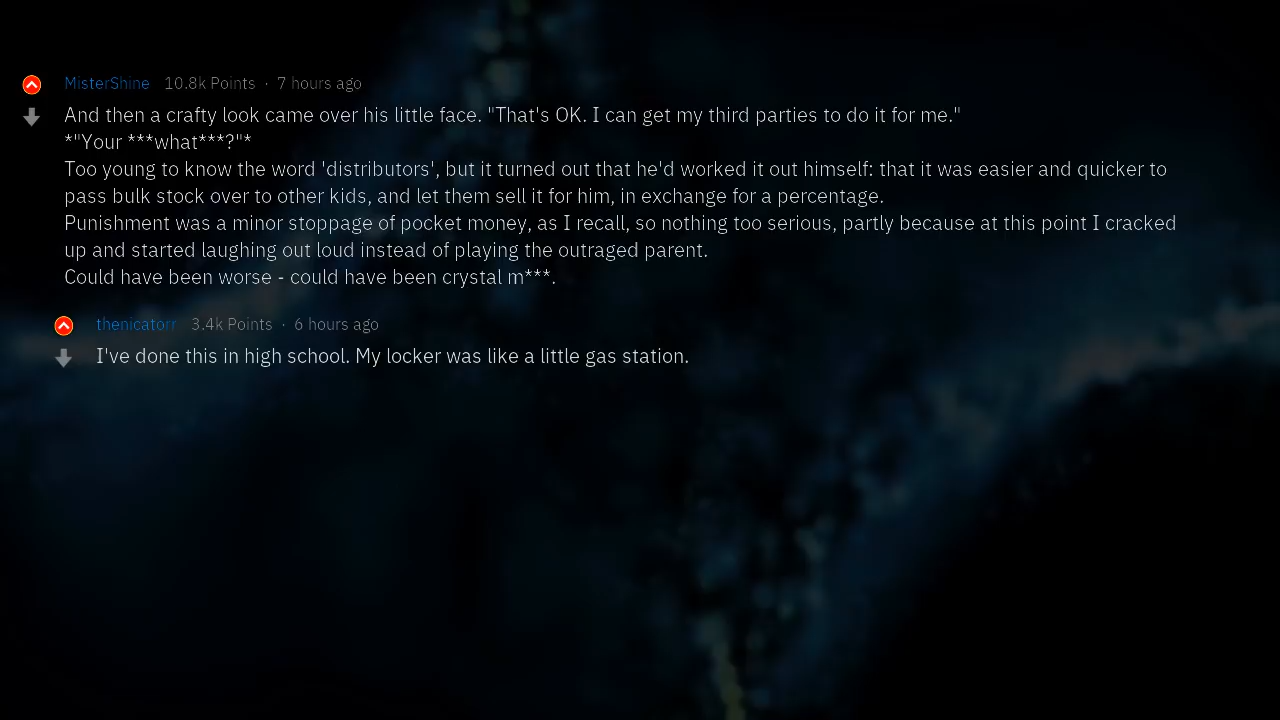 MisterShine 10.8k Points · 7 hours ago
And then a crafty look came over his little face. "That's OK. I can get my third parties to do it for me."
*"Your ***what***?"*
Too young to know the word 'distributors', but it turned out that he'd worked it out himself: that it was easier and quicker to
pass bulk stock over to other kids, and let them sell it for him, in exchange for a percentage.
Punishment was a minor stoppage of pocket money, as I recall, so nothing too serious, partly because at this point I cracked
up and started laughing out loud instead of playing the outraged parent.
Could have been worse - could have been crystal m***.
thenicatorr 3.4k Points · 6 hours ago
I've done this in high school. My locker was like a little gas station.